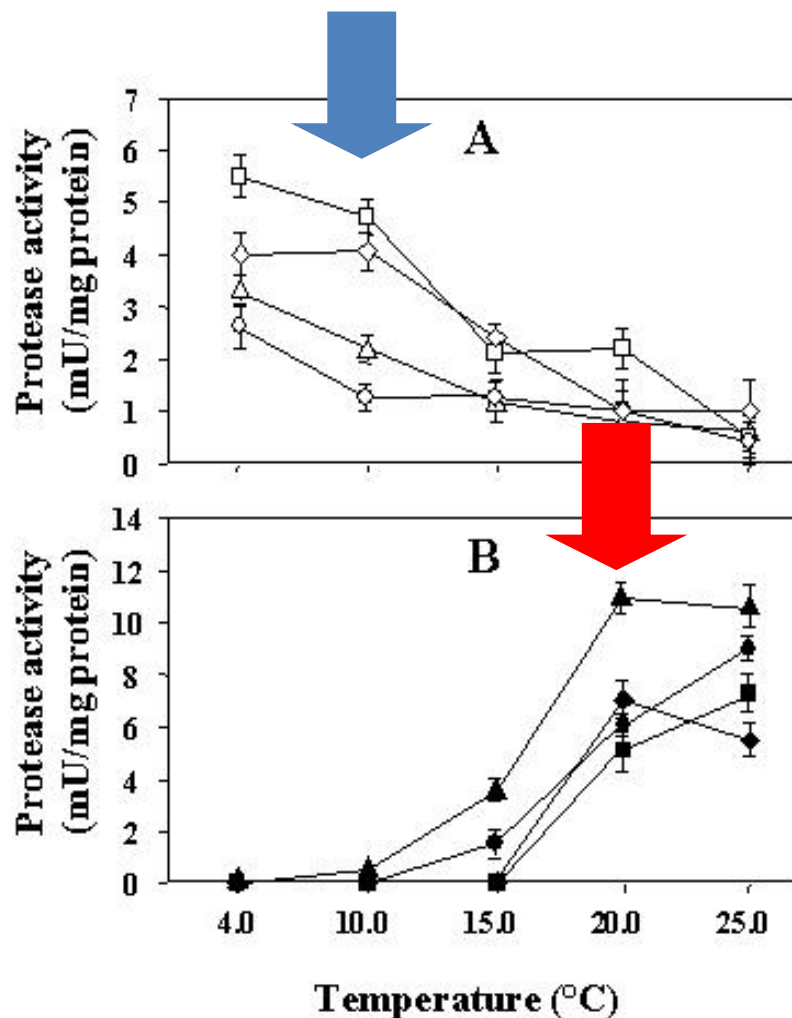 A
Protease activity
(mU/mg protein)
7
6
5
4
3
2
1
0
B
Protease activity
(mU/mg protein)
14
12
10
8
6
4
2
0
4.0 10.0 15.0 20.0 25.0
Temperature (°C)